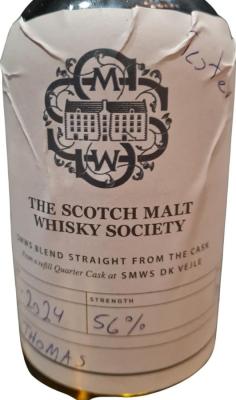 S M W S
THE SCOTCH MALT
WHISKY SOCIETY
SMWS BLEND STRAIGHT FROM THE CASK
From a refill Quarter Cask at SMWS DK VEJLE
STRENGTH
2024
56%
THOMAS